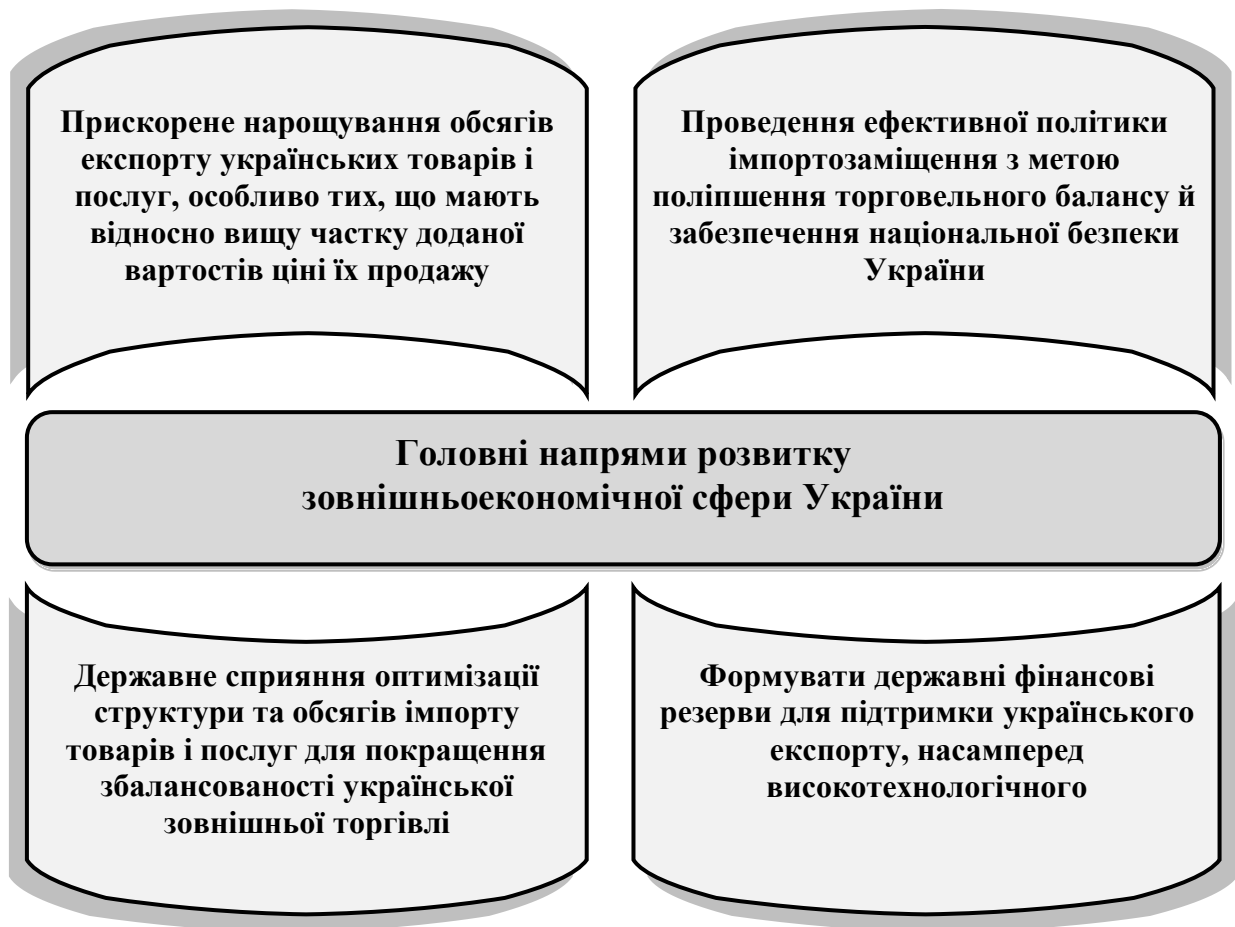 Прискорене нарощування обсягів
експорту українських товарів і
послуг, особливо тих, що мають
відносно вищу частку доданої
вартостів ціні їх продажу
Проведення ефективної політики
імпортозаміщення з метою
поліпшення торговельного балансу й
забезпечення національної безпеки
України
Головні напрями розвитку
зовнішньоекономічної сфери України
Державне сприяння оптимізації
структури та обсягів імпорту
товарів і послуг для покращення
збалансованості української
зовнішньої торгівлі
Формувати державні фінансові
резерви для підтримки українського
експорту, насамперед
високотехнологічного